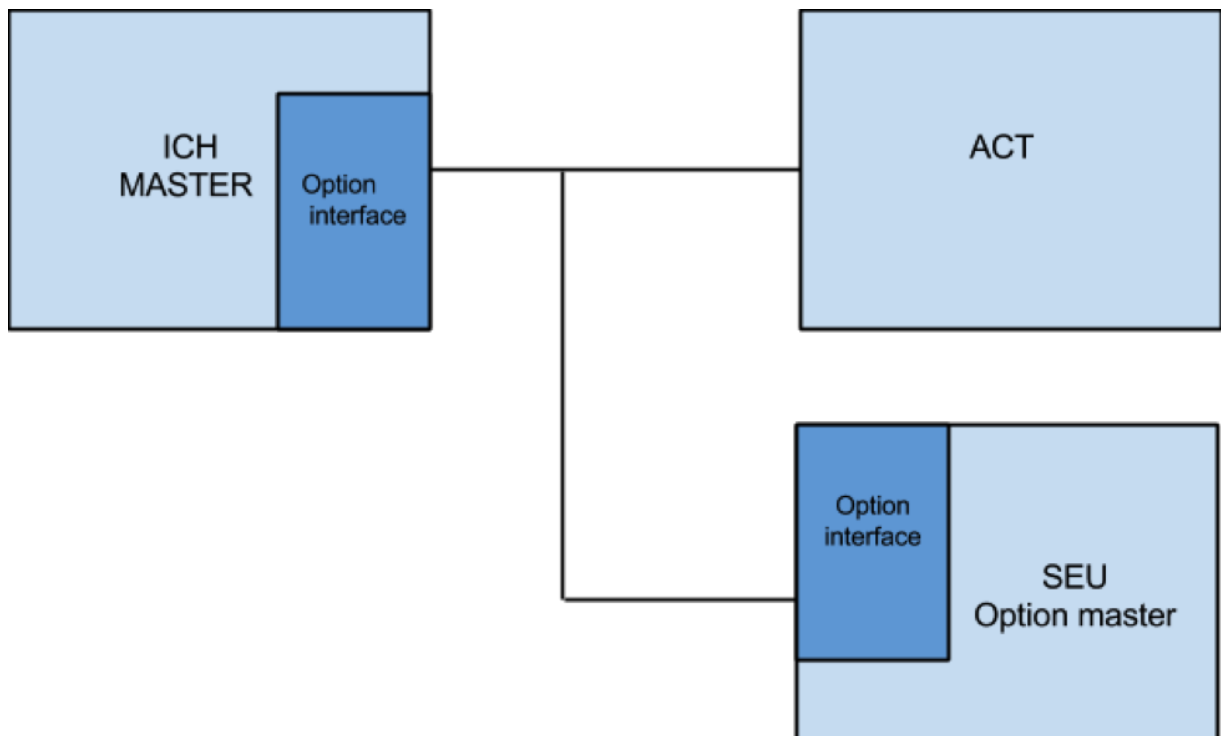 ICH
MASTER
Option
interface
ACT
Option
interface
SEU
Option master